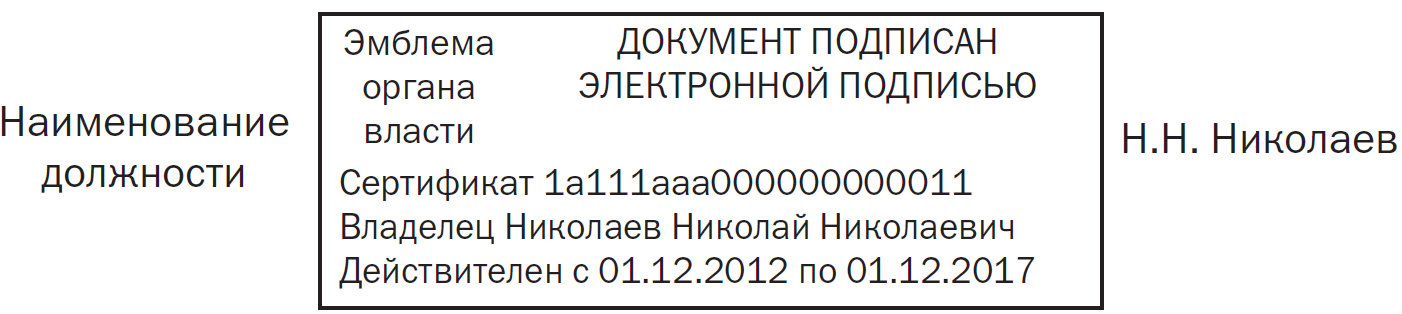 Наименование
должности
Эмблема
органа
власти
ДОКУМЕНТ ПОДПИСАН
ЭЛЕКТРОННОЙ ПОДПИСЬЮ
Сертификат 1а111ааа000000000011
Владелец Николаев Николай Николаевич
Действителен с 01.12.2012 по 01.12.2017
Н.Н. Николаев